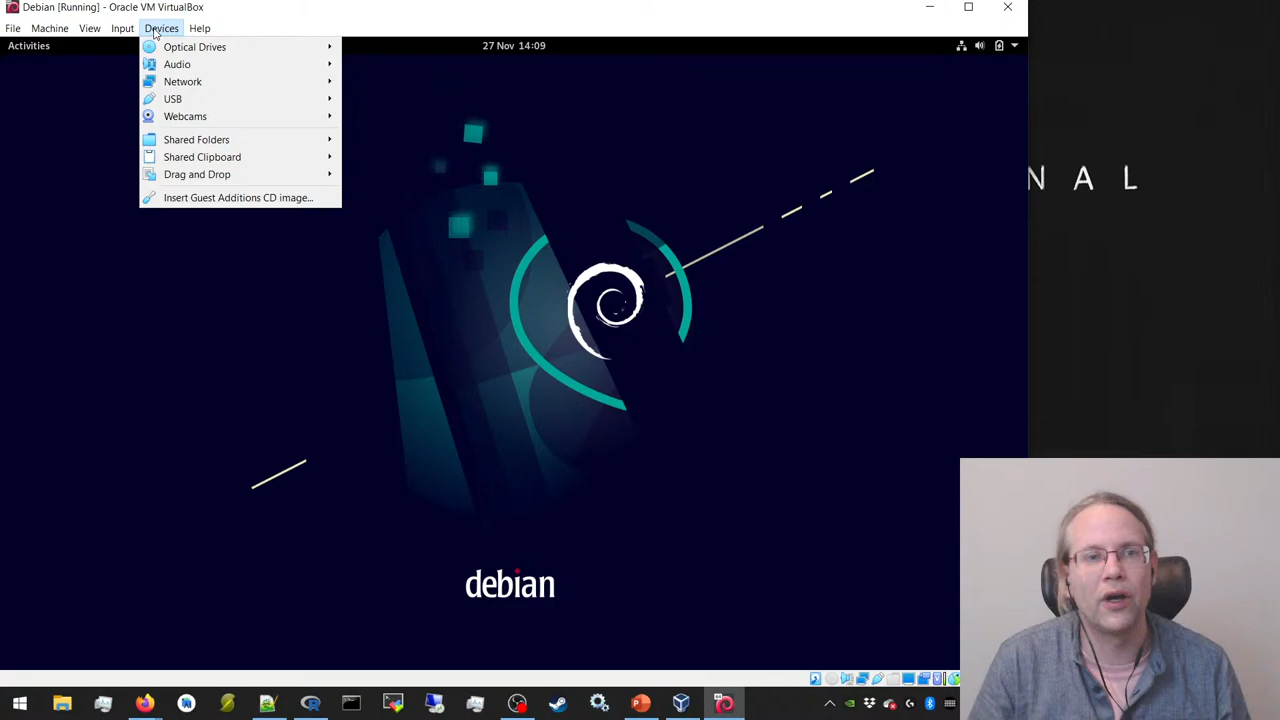 Debian [Running] - Oracle VM VirtualBox
File Machine View Input Devices Help
Activities
27 Nov 14:09
Optical Drives
Audio
Network
USB
Webcams
Shared Folders
Shared Clipboard
Drag and Drop
Insert Guest Additions CD image...
N A L
debian